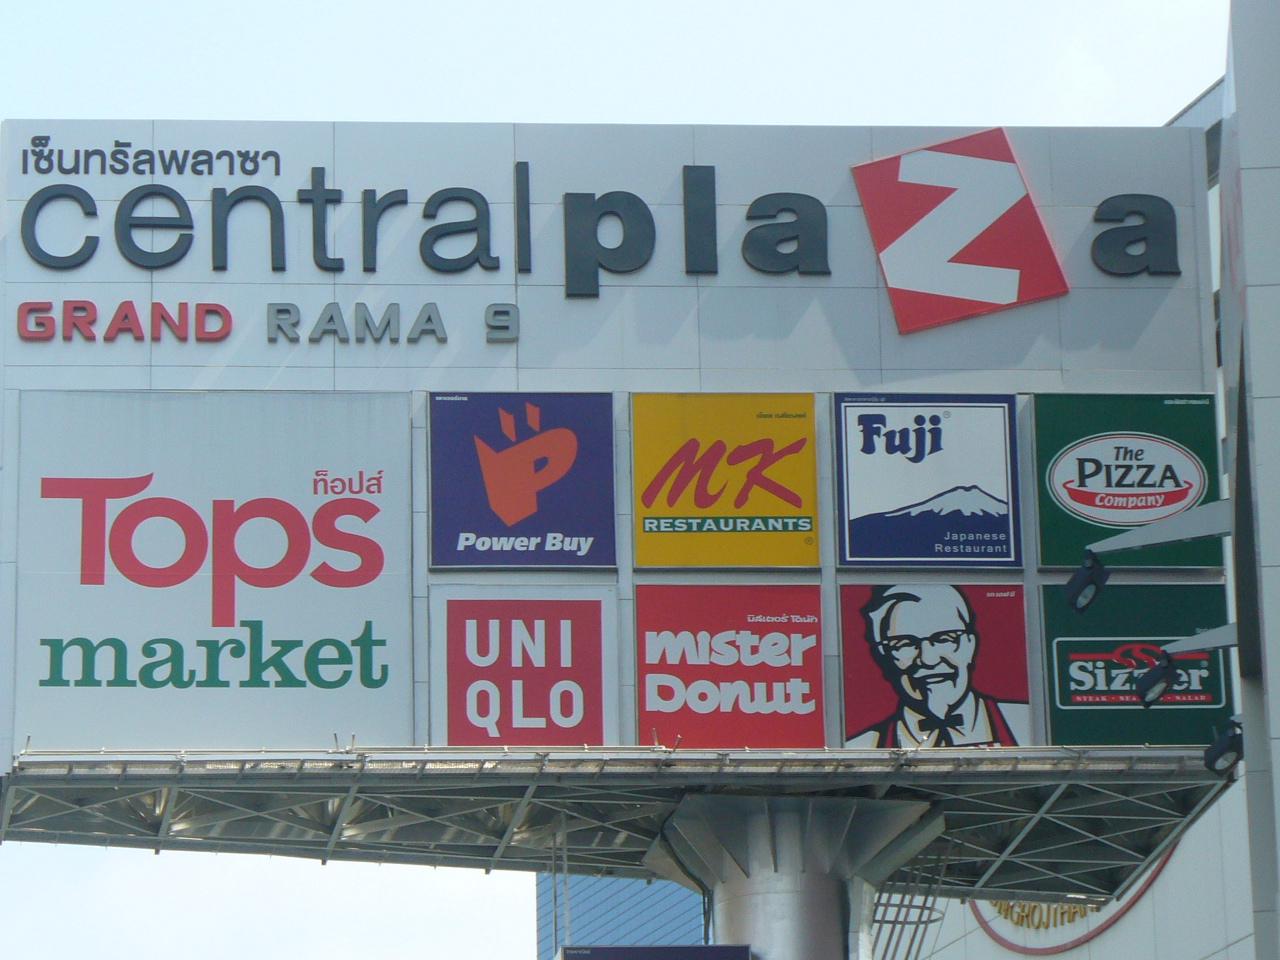 เซ็นทรัลพลาซา
centralplaza
GRAND RAMA 9
ท็อปส์
Tops
market
Power Buy
MK
RESTAURANTS
Fuji
Japanese
Restaurant
The
PIZZA
Company
UNI
QLO
มิสเตอร์ โดนัท
mister
Donut
Sizzler